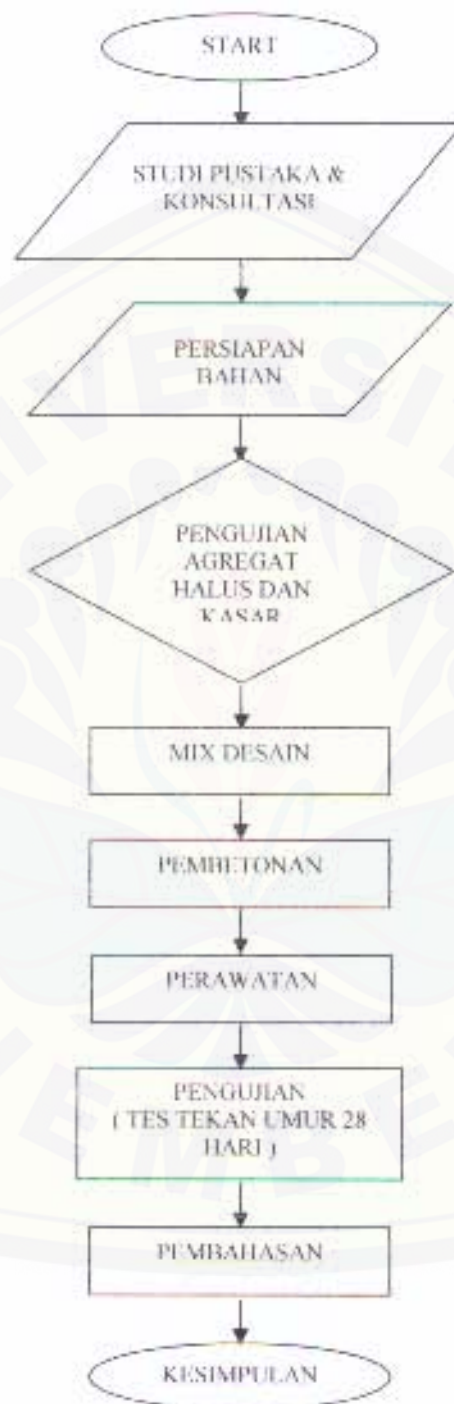 START
STUDI PUSTAKA &
KONSULTASI
PERSIAPAN
BAHAN
PENGUJIAN
AGREGAT
HALUS DAN
KASAR
MIX DESAIN
PEMBETONAN
PERAWATAN
PENGUJIAN
( TES TEKAN UMUR 28
HARI )
PEMBAHASAN
KESIMPULAN